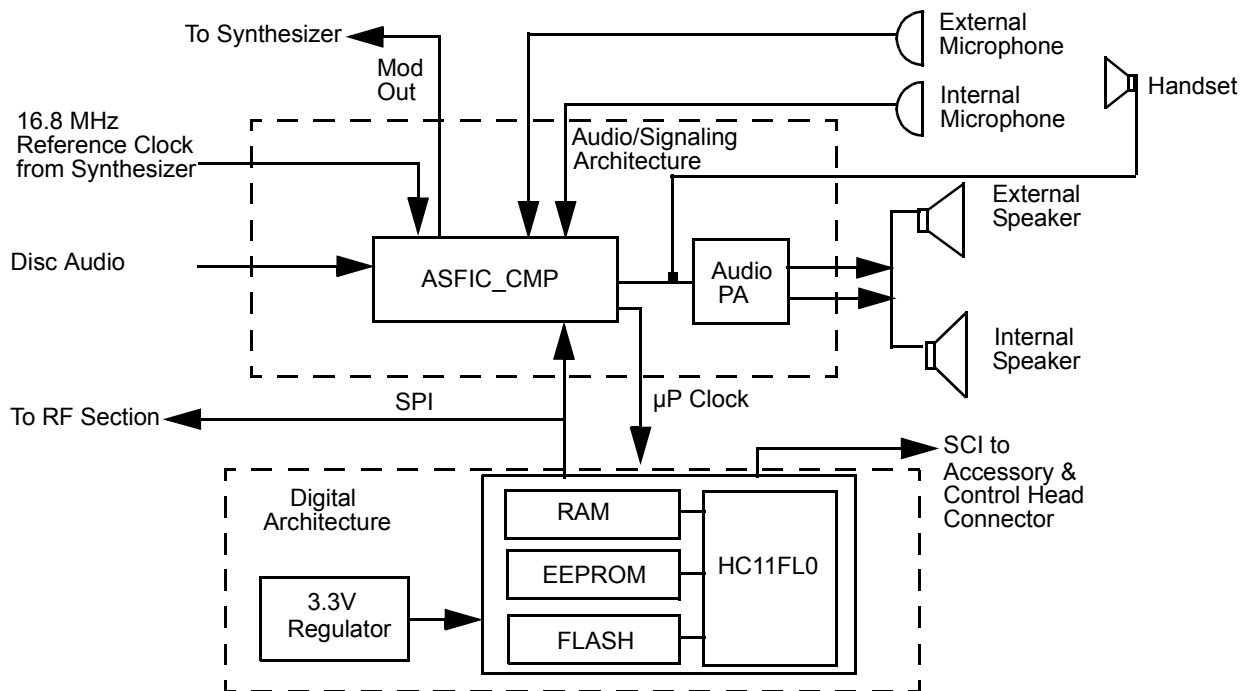 To Synthesizer
Mod
Out
External
Microphone
Internal
Microphone
Handset
16.8 MHz
Reference Clock
from Synthesizer
Audio/Signaling
Architecture
External
Speaker
Disc Audio
ASFIC_CMP
Audio
PA
Internal
Speaker
To RF Section
SPI
µP Clock
SCI to
Accessory &
Control Head
Connector
Digital
Architecture
RAM
EEPROM
FLASH
HC11FL0
3.3V
Regulator